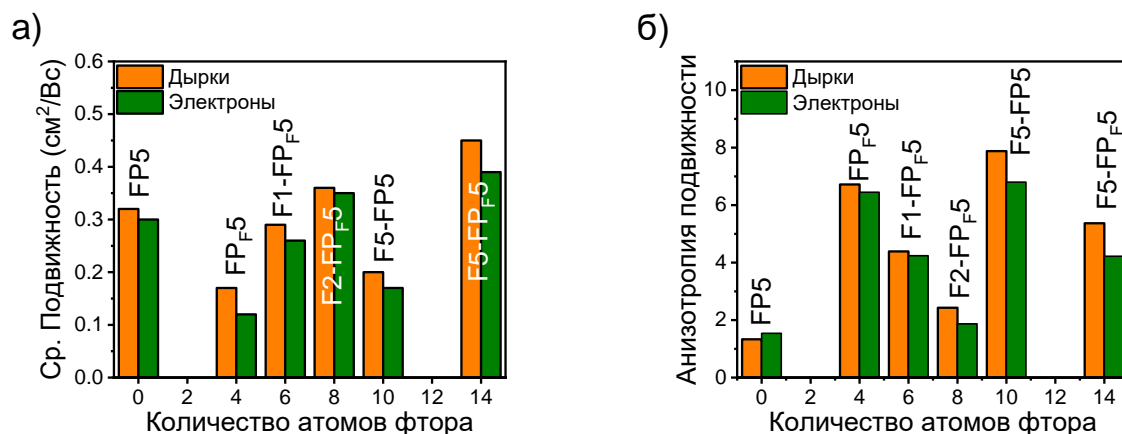 а)
Ср. Подвижность (см²/Вс)
0.6
0.5
0.4
0.3
0.2
0.1
0.0
Дырки
Электроны
FP5
FP_F5
F1-FP_F5
F2-FP_F5
F5-FP5
F5-FP_F5
0 2 4 6 8 10 12 14
Количество атомов фтора
б)
Анизотропия подвижности
10
8
6
4
2
0
Дырки
Электроны
FP5
FP_F5
F1-FP_F5
F2-FP_F5
F5-FP5
F5-FP_F5
0 2 4 6 8 10 12 14
Количество атомов фтора